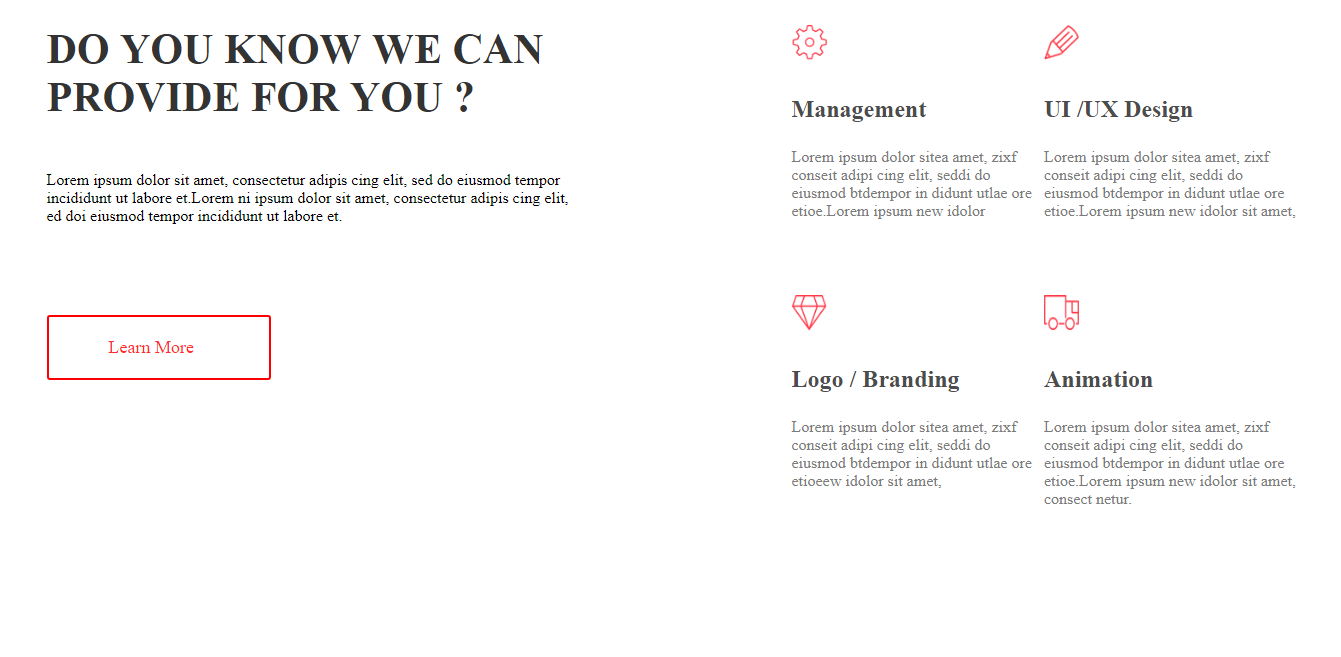 DO YOU KNOW WE CAN
PROVIDE FOR YOU ?
Lorem ipsum dolor sit amet, consectetur adipis cing elit, sed do eiusmod tempor
incididunt ut labore et.Lorem ni ipsum dolor sit amet, consectetur adipis cing elit,
ed doi eiusmod tempor incididunt ut labore et.
Learn More
Management
Lorem ipsum dolor sitea amet, zixf
conseit adipi cing elit, seddi do
eiusmod btdempor in didunt utlae ore
etioe.Lorem ipsum new idolor
UI /UX Design
Lorem ipsum dolor sitea amet, zixf
conseit adipi cing elit, seddi do
eiusmod btdempor in didunt utlae ore
etioe.Lorem ipsum new idolor sit amet,
Logo / Branding
Lorem ipsum dolor sitea amet, zixf
conseit adipi cing elit, seddi do
eiusmod btdempor in didunt utlae ore
etioeew idolor sit amet,
Animation
Lorem ipsum dolor sitea amet, zixf
conseit adipi cing elit, seddi do
eiusmod btdempor in didunt utlae ore
etioe.Lorem ipsum new idolor sit amet,
consect netur.